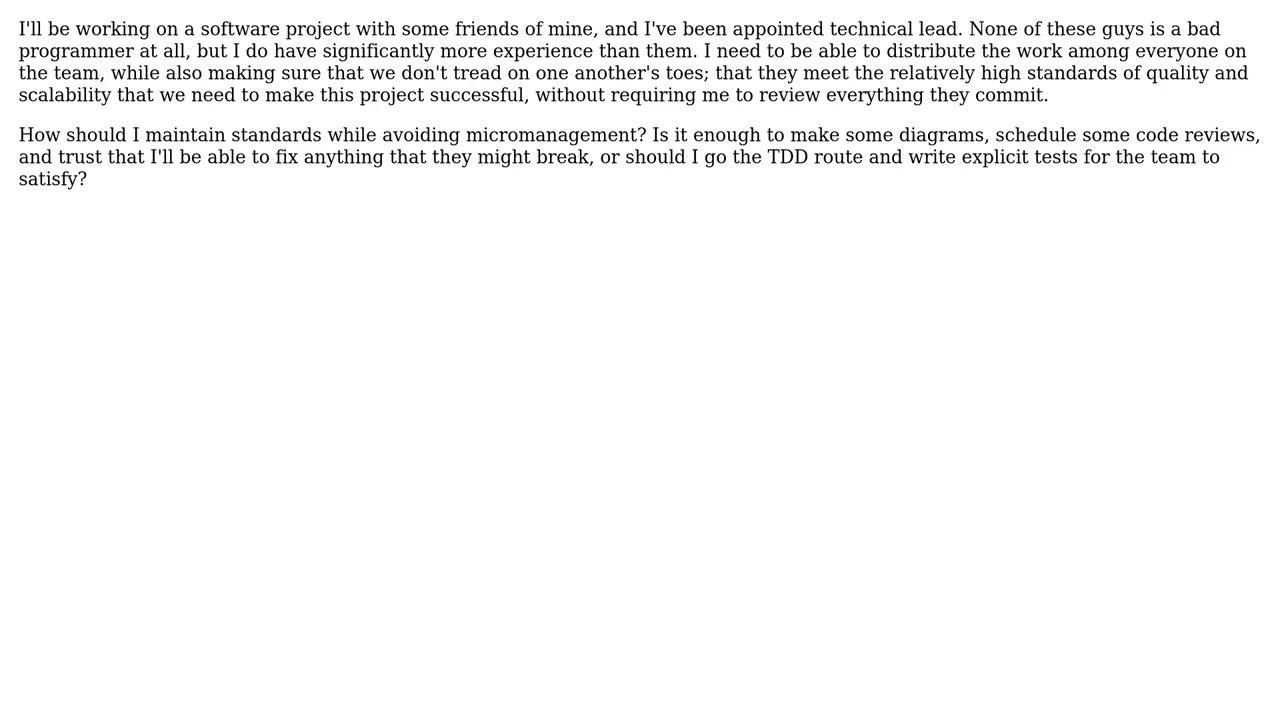 I'll be working on a software project with some friends of mine, and I've been appointed technical lead. None of these guys is a bad
programmer at all, but I do have significantly more experience than them. I need to be able to distribute the work among everyone on
the team, while also making sure that we don't tread on one another's toes; that they meet the relatively high standards of quality and
scalability that we need to make this project successful, without requiring me to review everything they commit.
How should I maintain standards while avoiding micromanagement? Is it enough to make some diagrams, schedule some code reviews,
and trust that I'll be able to fix anything that they might break, or should I go the TDD route and write explicit tests for the team to
satisfy?